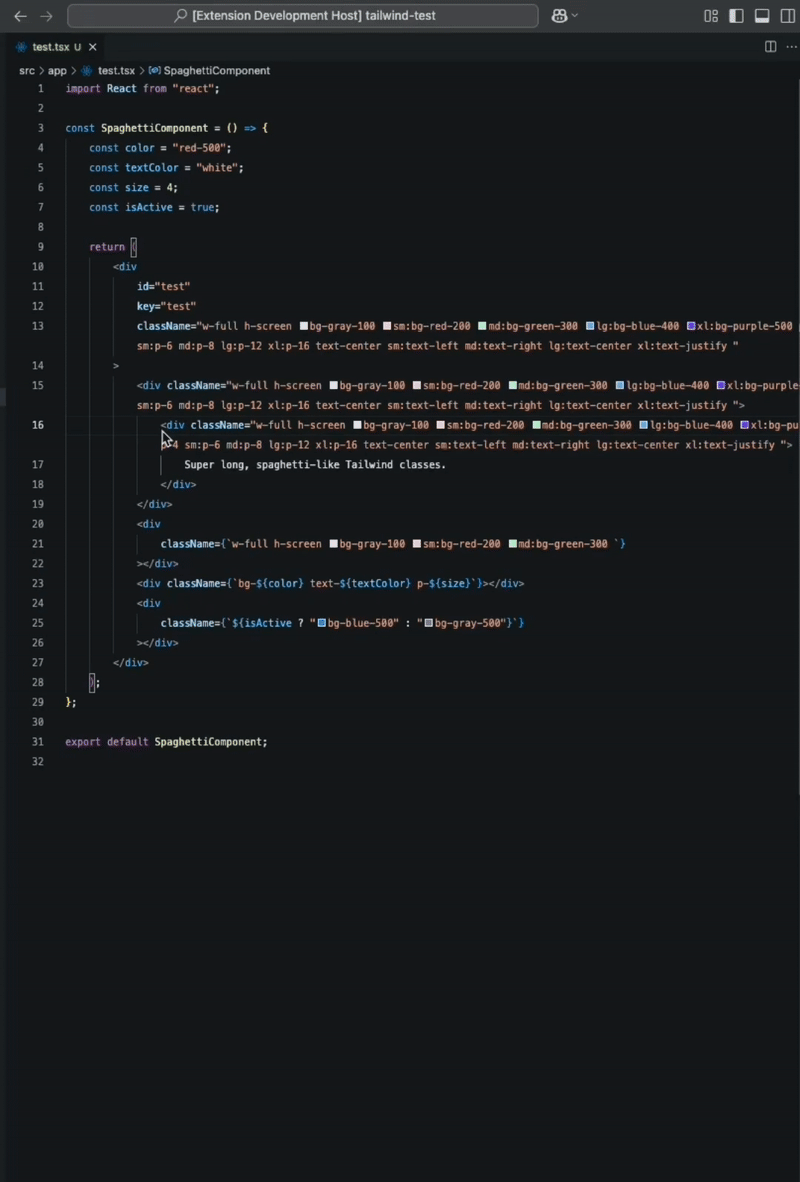 [Extension Development Host] tailwind-test
test.tsx U
src > app > test.tsx > SpaghettiComponent
1 import React from "react";
2
3 const SpaghettiComponent = () => {
4 const color = "red-500";
5 const textColor = "white";
6 const size = 4;
7 const isActive = true;
8
9 return (
10 <div
11 id="test"
12 key="test"
13 className="w-full h-screen bg-gray-100 sm:bg-red-200 md:bg-green-300 lg:bg-blue-400 xl:bg-purple-500
sm:p-6 md:p-8 lg:p-12 xl:p-16 text-center sm:text-left md:text-right lg:text-center xl:text-justify "
14 >
15 <div className="w-full h-screen bg-gray-100 sm:bg-red-200 md:bg-green-300 lg:bg-blue-400 xl:bg-purple
sm:p-6 md:p-8 lg:p-12 xl:p-16 text-center sm:text-left md:text-right lg:text-center xl:text-justify ">
16 <div className="w-full h-screen bg-gray-100 sm:bg-red-200 md:bg-green-300 lg:bg-blue-400 xl:bg-pu
p-4 sm:p-6 md:p-8 lg:p-12 xl:p-16 text-center sm:text-left md:text-right lg:text-center xl:text-justify ">
17 Super long, spaghetti-like Tailwind classes.
18 </div>
19 </div>
20 <div
21 className={`w-full h-screen bg-gray-100 sm:bg-red-200 md:bg-green-300 `}
22 ></div>
23 <div className={`bg-${color} text-${textColor} p-${size}`}></div>
24 <div
25 className={`${isActive ? "bg-blue-500" : "bg-gray-500"}`}
26 ></div>
27 </div>
28 );
29 };
30
31 export default SpaghettiComponent;
32